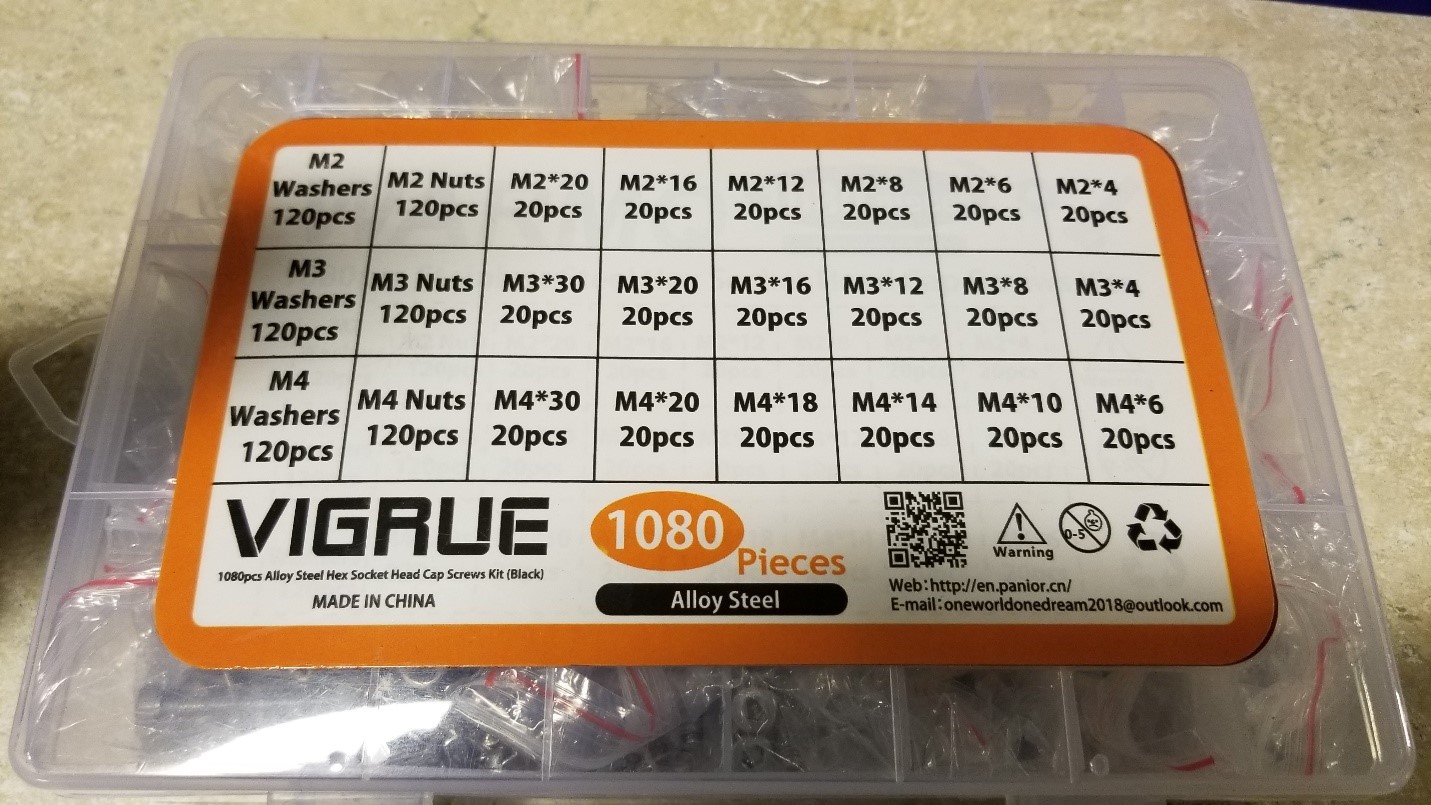 M2 Washers 120pcs
M2 Nuts 120pcs
M2*20 20pcs
M2*16 20pcs
M2*12 20pcs
M2*8 20pcs
M2*6 20pcs
M2*4 20pcs
M3 Washers 120pcs
M3 Nuts 120pcs
M3*30 20pcs
M3*20 20pcs
M3*16 20pcs
M3*12 20pcs
M3*8 20pcs
M3*4 20pcs
M4 Washers 120pcs
M4 Nuts 120pcs
M4*30 20pcs
M4*20 20pcs
M4*18 20pcs
M4*14 20pcs
M4*10 20pcs
M4*6 20pcs
VIGRUE
1080pcs Alloy Steel Hex Socket Head Cap Screws Kit (Black)
MADE IN CHINA
1080
Pieces
Alloy Steel
Warning
0-3
Web:http://en.panior.cn/
E-mail:oneworldonedream2018@outlook.com